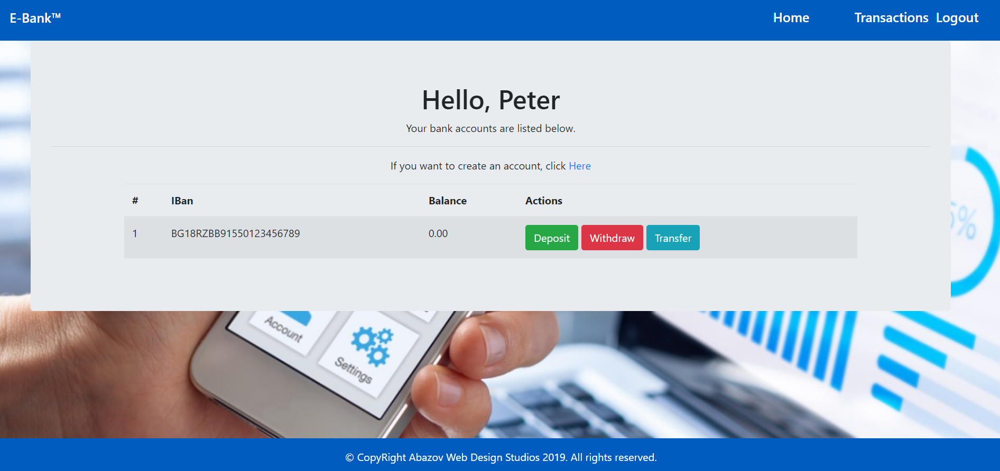 E-Bank™ Home Transactions Logout
Hello, Peter
Your bank accounts are listed below.
If you want to create an account, click Here
# IBan Balance Actions
1 BG18RZBB91550123456789 0.00 Deposit Withdraw Transfer
5%
Account
Settings
© CopyRight Abazov Web Design Studios 2019. All rights reserved.